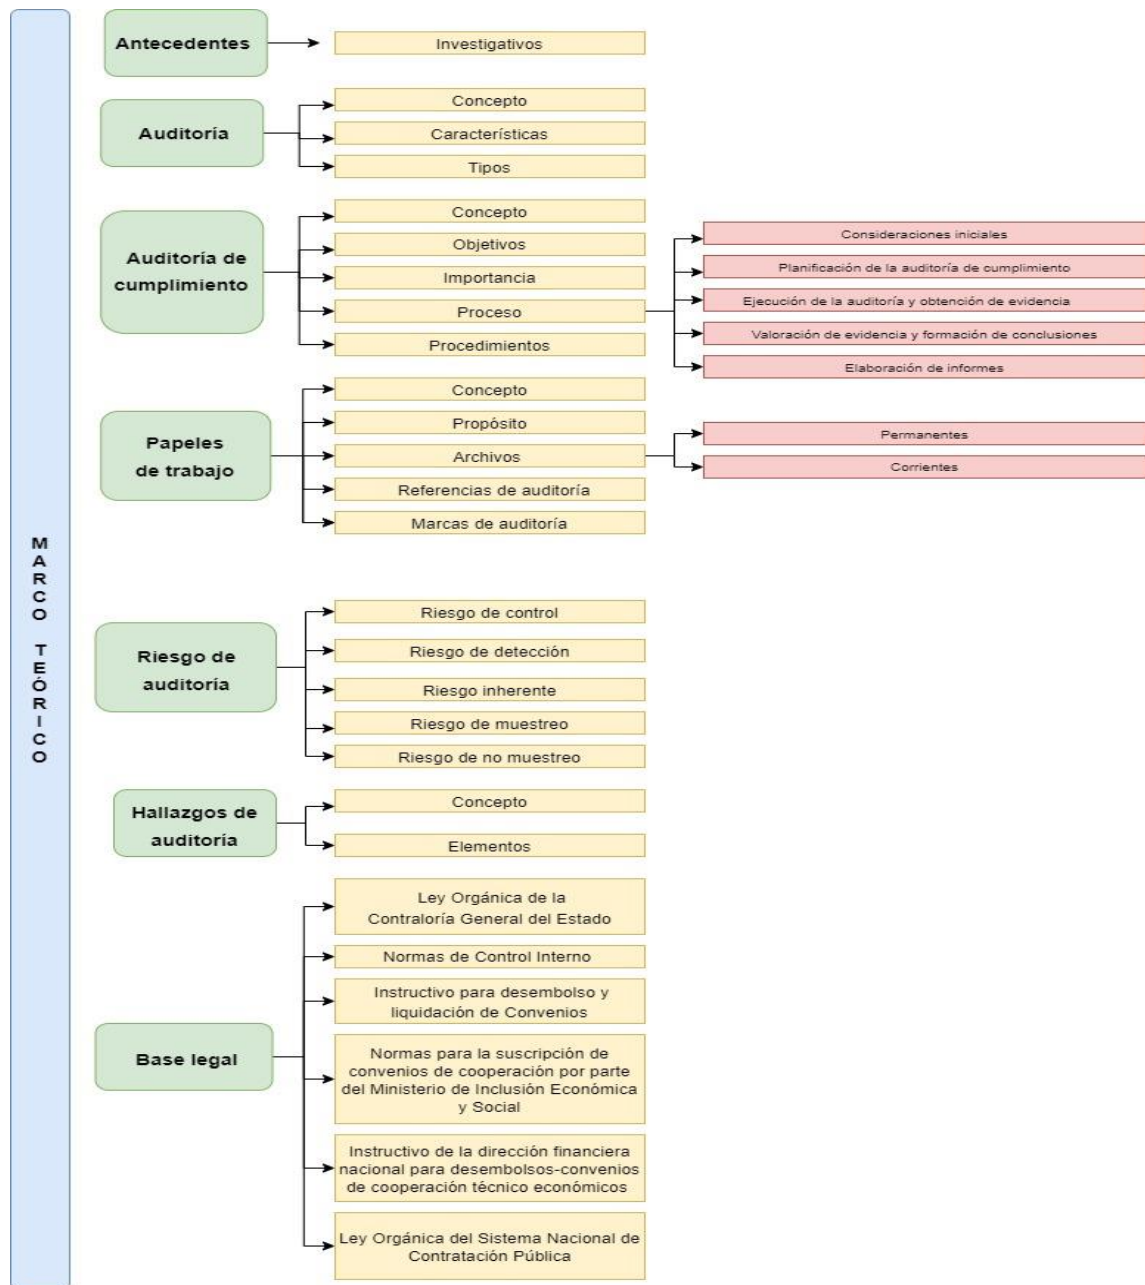 MARCO TEÓRICO
Antecedentes
Investigativos
Auditoría
Concepto
Características
Tipos
Auditoría de
cumplimiento
Concepto
Objetivos
Importancia
Proceso
Procedimientos
Consideraciones iniciales
Planificación de la auditoría de cumplimiento
Ejecución de la auditoría y obtención de evidencia
Valoración de evidencia y formación de conclusiones
Elaboración de informes
Papeles
de trabajo
Concepto
Propósito
Archivos
Referencias de auditoría
Marcas de auditoría
Permanentes
Corrientes
Riesgo de
auditoría
Riesgo de control
Riesgo de detección
Riesgo inherente
Riesgo de muestreo
Riesgo de no muestreo
Hallazgos de
auditoría
Concepto
Elementos
Base legal
Ley Orgánica de la
Contraloría General del Estado
Normas de Control Interno
Instructivo para desembolso y
liquidación de Convenios
Normas para la suscripción de
convenios de cooperación por parte
del Ministerio de Inclusión Económica
y Social
Instructivo de la dirección financiera
nacional para desembolsos-convenios
de cooperación técnico económicos
Ley Orgánica del Sistema Nacional de
Contratación Pública